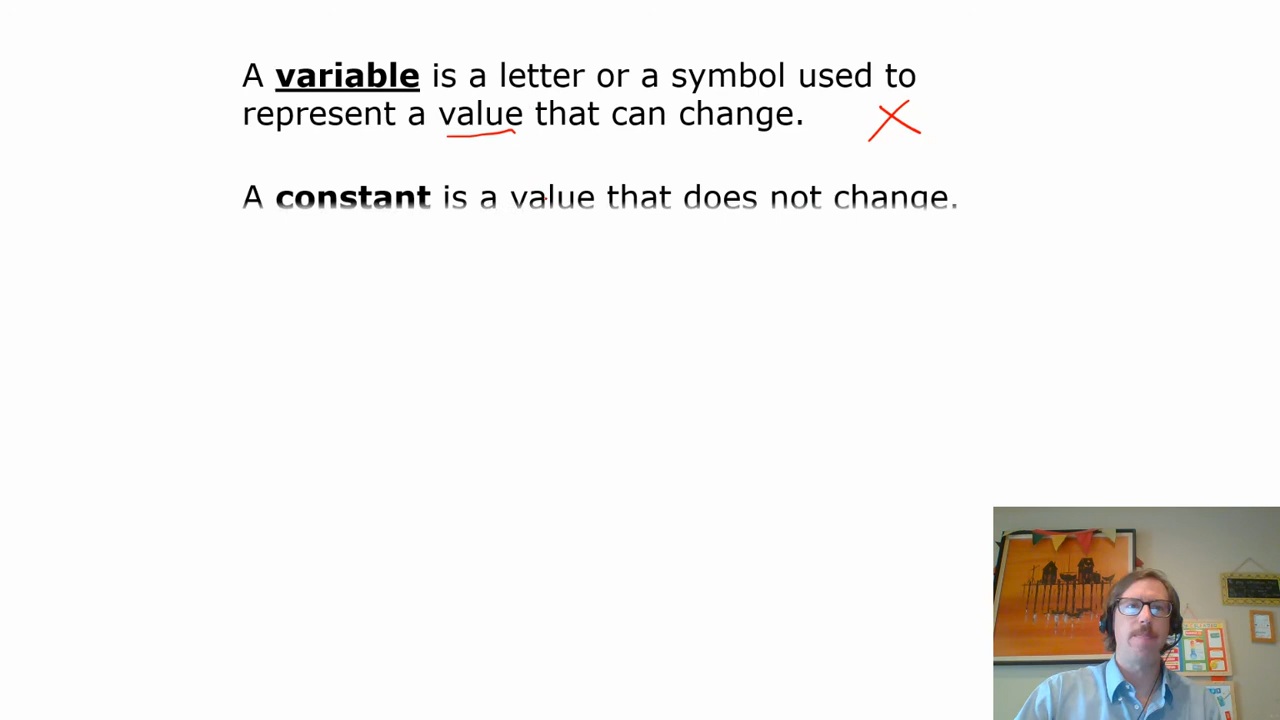 A variable is a letter or a symbol used to
represent a value that can change.
A constant is a value that does not change.